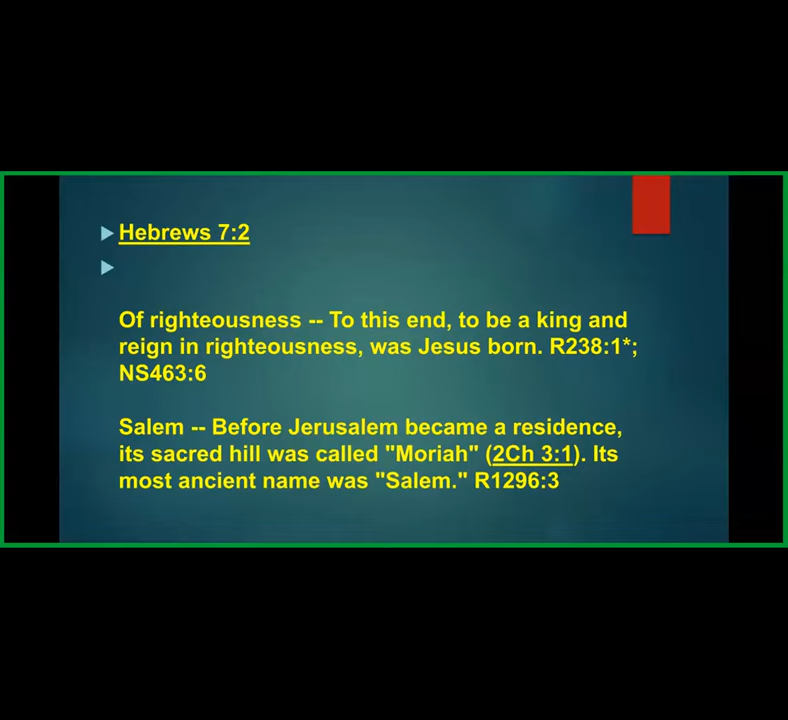 Hebrews 7:2
Of righteousness -- To this end, to be a king and
reign in righteousness, was Jesus born. R238:1*;
NS463:6
Salem -- Before Jerusalem became a residence,
its sacred hill was called "Moriah" (2Ch 3:1). Its
most ancient name was "Salem." R1296:3